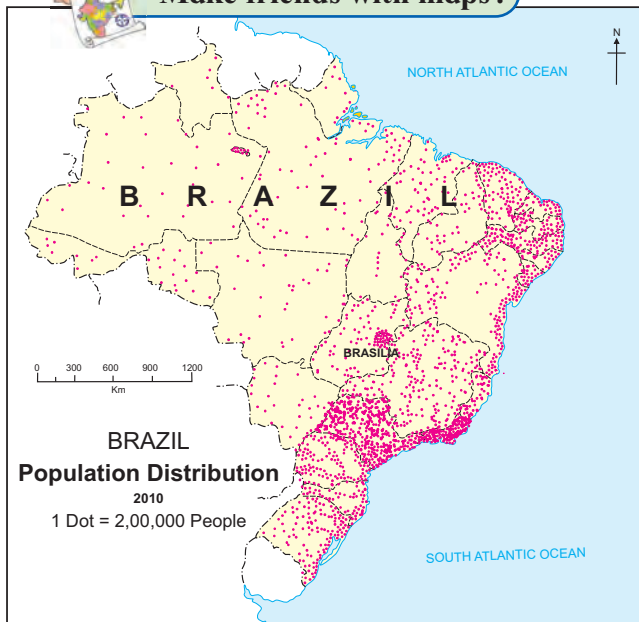 Make friends with maps!
N
NORTH ATLANTIC OCEAN
B R A Z I L
BRASILIA
0 300 600 900 1200
Km
BRAZIL
Population Distribution
2010
1 Dot = 2,00,000 People
SOUTH ATLANTIC OCEAN